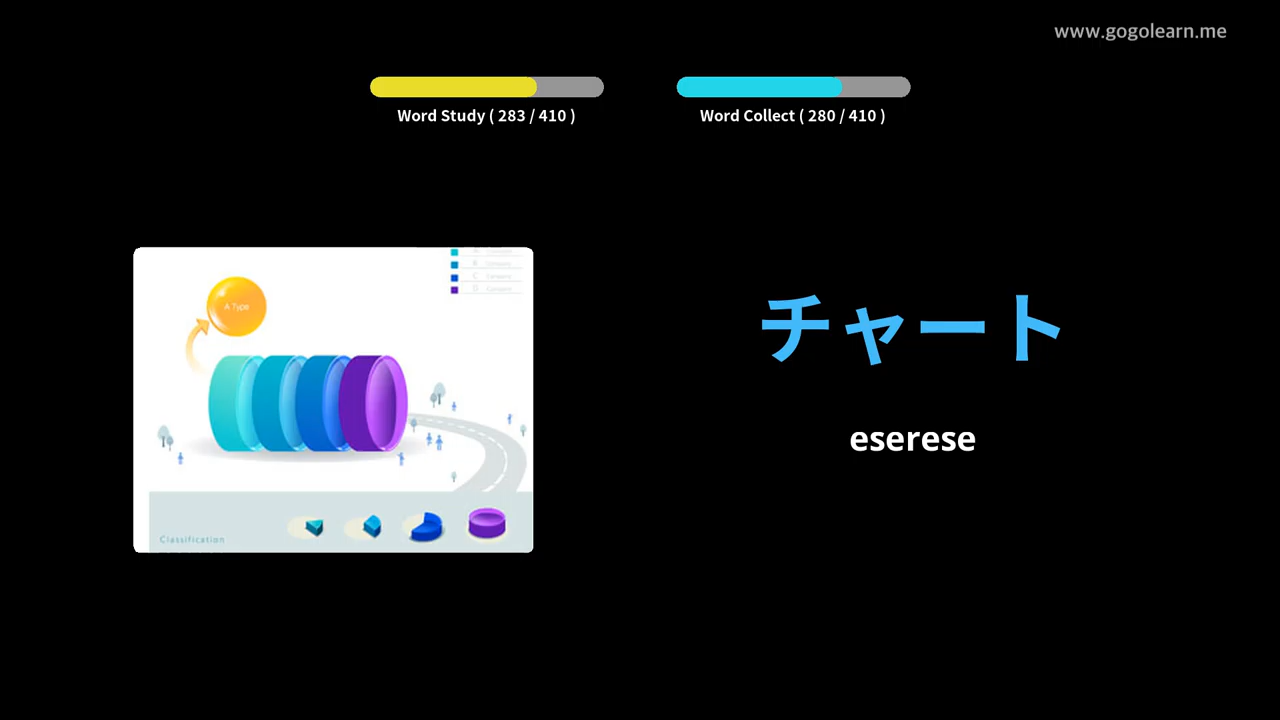 www.gogolearn.me
Word Study ( 283 / 410 )
Word Collect ( 280 / 410 )
A Type
B
C
D
チャート
eserese
Classification